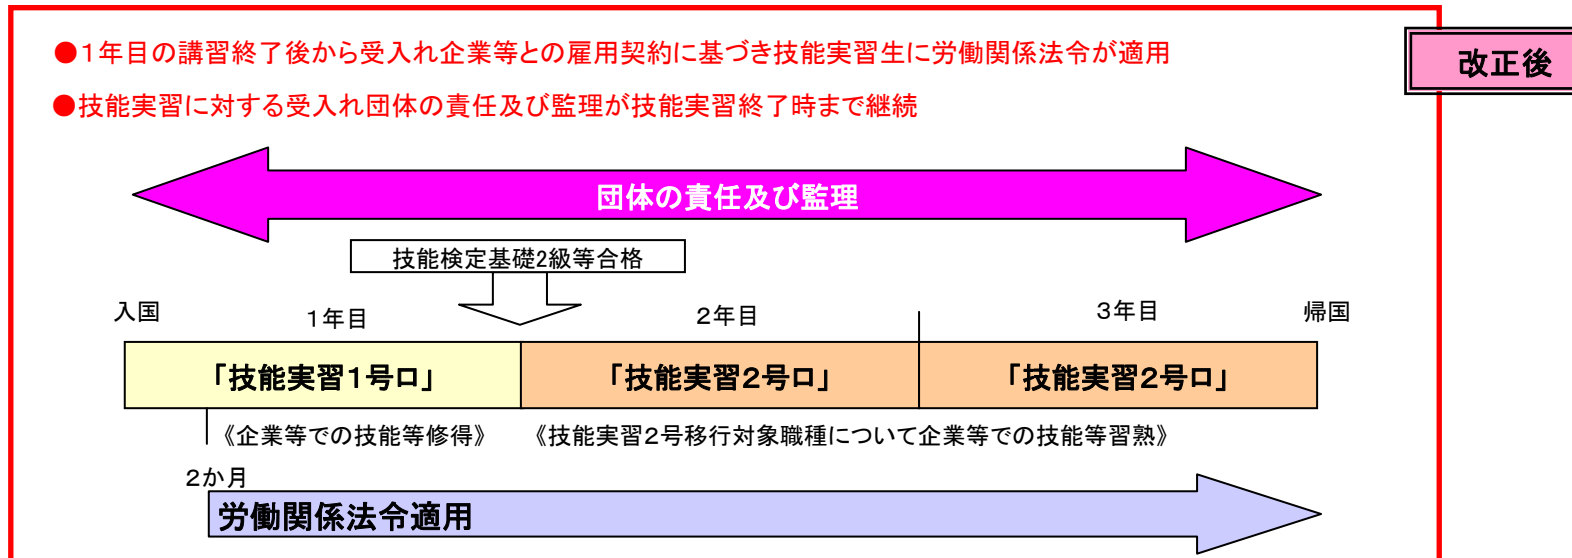 ●１年目の講習終了後から受入れ企業等との雇用契約に基づき技能実習生に労働関係法令が適用
改正後
●技能実習に対する受入れ団体の責任及び監理が技能実習終了時まで継続
団体の責任及び監理
技能検定基礎2級等合格
入国
１年目
２年目
３年目
帰国
「技能実習１号ロ」
「技能実習２号ロ」
「技能実習２号ロ」
《企業等での技能等修得》
《技能実習２号移行対象職種について企業等での技能等習熟》
２か月
労働関係法令適用